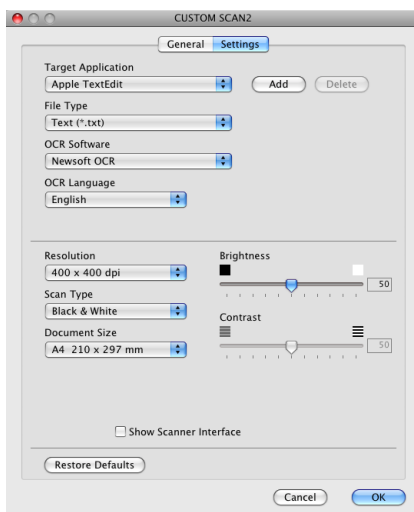 CUSTOM SCAN2
General Settings
Target Application
Apple TextEdit Add Delete
File Type
Text (*.txt)
OCR Software
Newsoft OCR
OCR Language
English
Resolution
400 x 400 dpi
Scan Type
Black & White
Document Size
A4 210 x 297 mm
Brightness
50
Contrast
50
Show Scanner Interface
Restore Defaults
Cancel OK